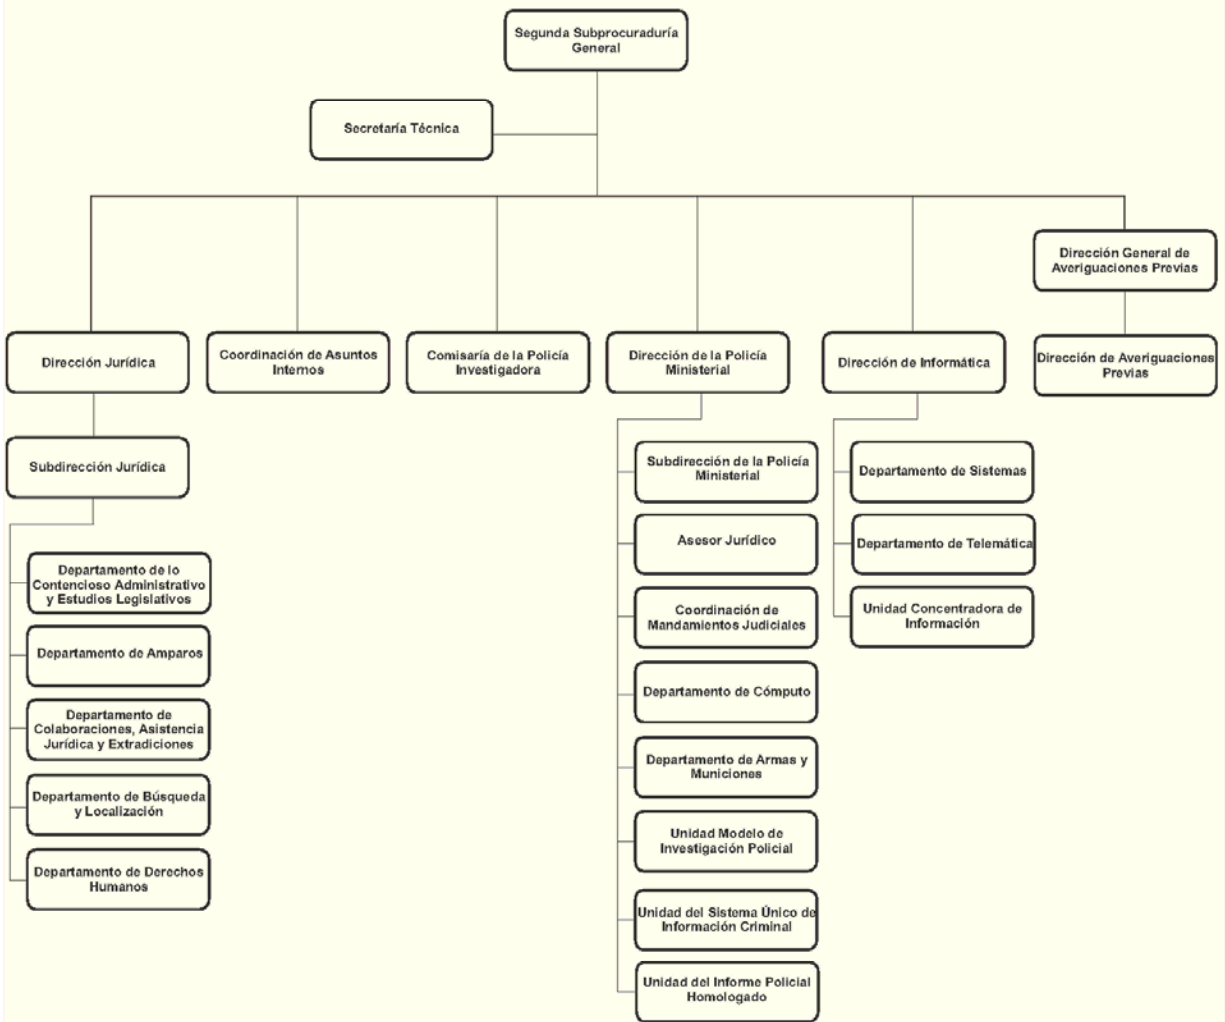 Segunda Subprocuraduría
General
Secretaría Técnica
Dirección General de
Averiguaciones Previas
Dirección Jurídica
Coordinación de Asuntos
Internos
Comisaría de la Policía
Investigadora
Dirección de la Policía
Ministerial
Dirección de Informática
Dirección de Averiguaciones
Previas
Subdirección Jurídica
Departamento de lo
Contencioso Administrativo
y Estudios Legislativos
Departamento de Amparos
Departamento de
Colaboraciones, Asistencia
Jurídica y Extradiciones
Departamento de Búsqueda
y Localización
Departamento de Derechos
Humanos
Subdirección de la Policía
Ministerial
Asesor Jurídico
Coordinación de
Mandamientos Judiciales
Departamento de Cómputo
Departamento de Armas y
Municiones
Unidad Modelo de
Investigación Policial
Unidad del Sistema Único de
Información Criminal
Unidad del Informe Policial
Homologado
Departamento de Sistemas
Departamento de Telemática
Unidad Concentradora de
Información